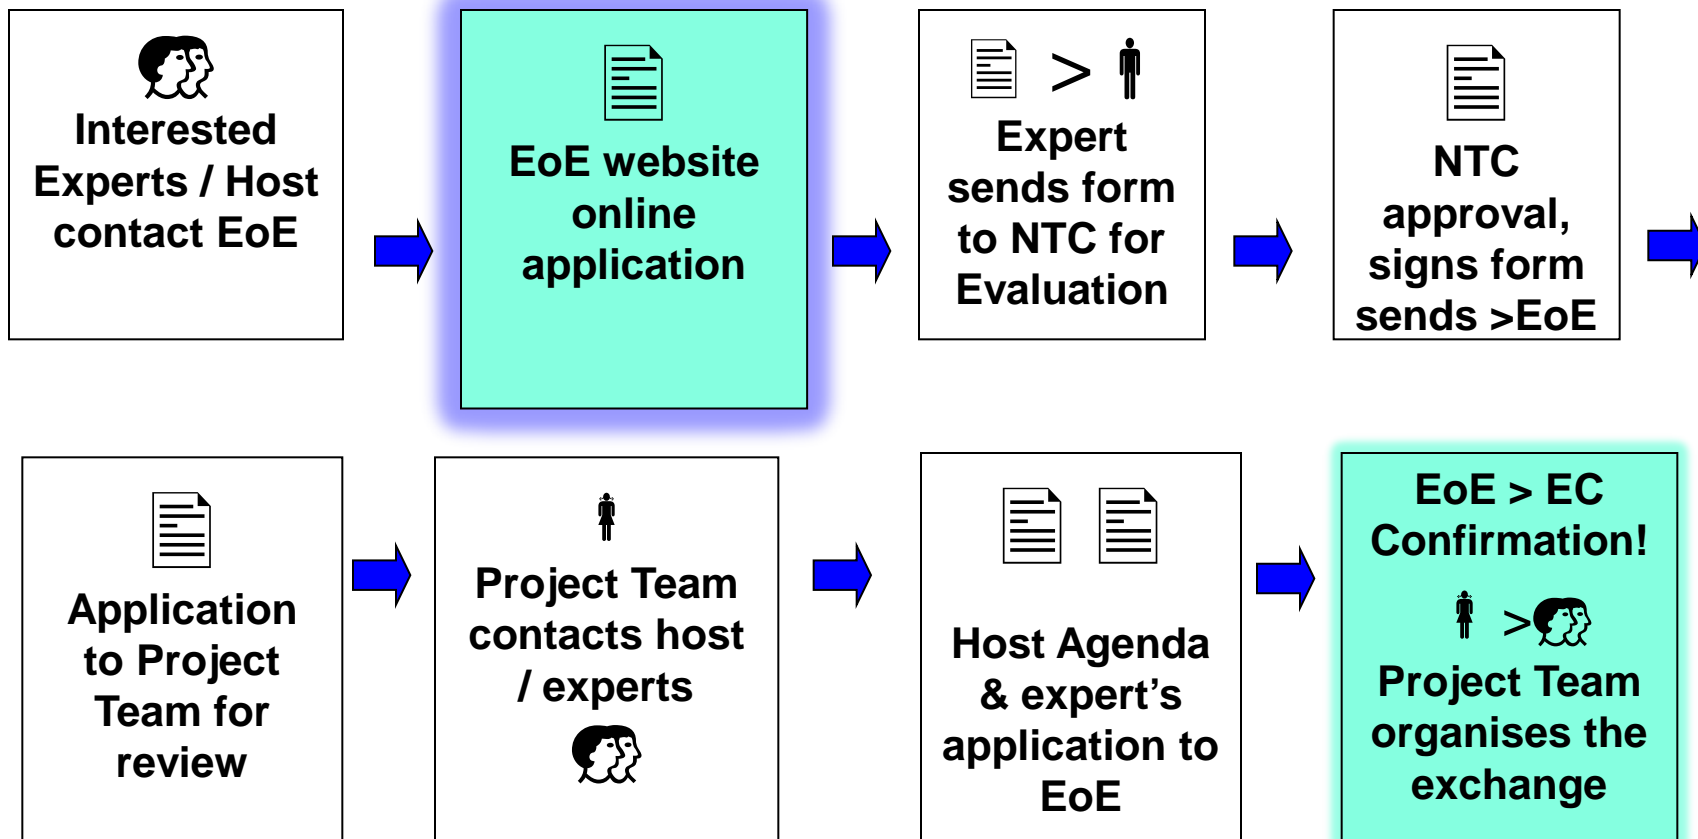 Interested
Experts / Host
contact EoE
EoE website
online
application
>
Expert
sends form
to NTC for
Evaluation
NTC
approval,
signs form
sends >EoE
Application
to Project
Team for
review
Project Team
contacts host
/ experts
Host Agenda
& expert’s
application to
EoE
EoE > EC
Confirmation!
>
Project Team
organises the
exchange